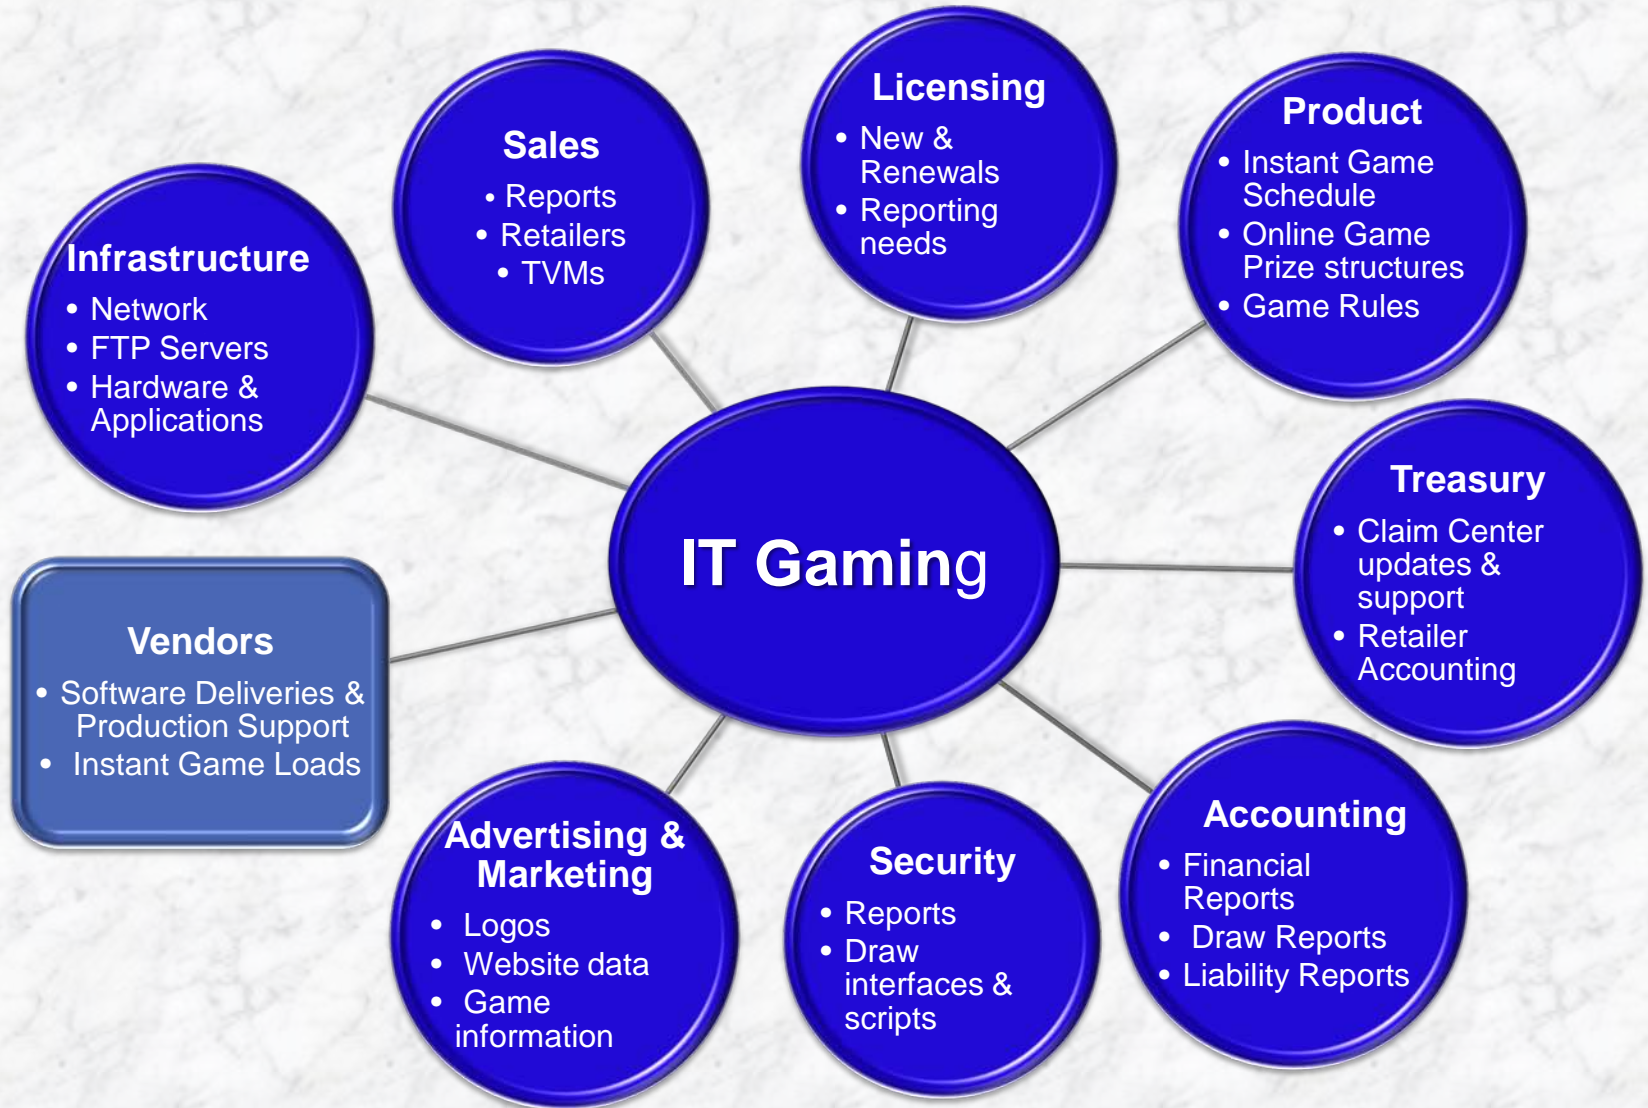 Licensing
• New &
Renewals
• Reporting
needs
Product
• Instant Game
Schedule
• Online Game
Prize structures
• Game Rules
Sales
• Reports
• Retailers
• TVMs
Infrastructure
• Network
• FTP Servers
• Hardware &
Applications
IT Gaming
Treasury
• Claim Center
updates &
support
• Retailer
Accounting
Vendors
• Software Deliveries &
Production Support
• Instant Game Loads
Advertising &
Marketing
• Logos
• Website data
• Game
information
Security
• Reports
• Draw
interfaces &
scripts
Accounting
• Financial
Reports
• Draw Reports
• Liability Reports